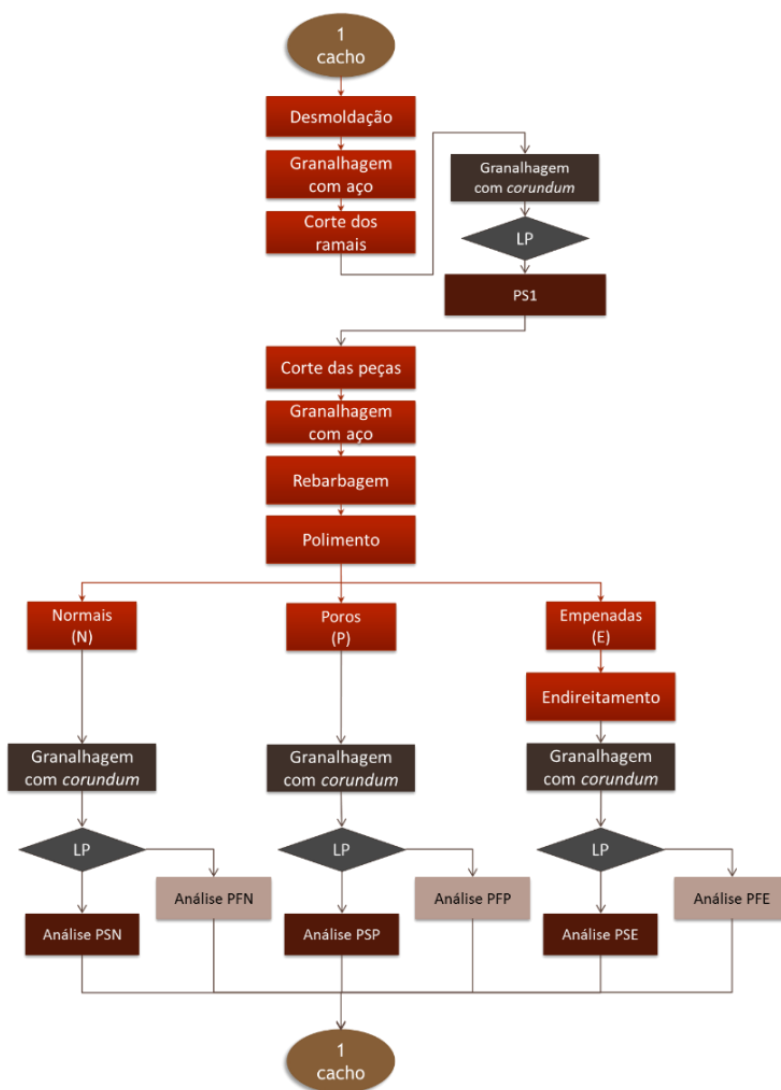 1
cacho
Desmoldação
Granalhagem
com aço
Corte dos
ramais
Granalhagem
com corundum
LP
PS1
Corte das peças
Granalhagem
com aço
Rebarbagem
Polimento
Normais
(N)
Poros
(P)
Empenadas
(E)
Endireitamento
Granalhagem
com corundum
Granalhagem
com corundum
Granalhagem
com corundum
LP
LP
LP
Análise PFN
Análise PFP
Análise PFE
Análise PSN
Análise PSP
Análise PSE
1
cacho